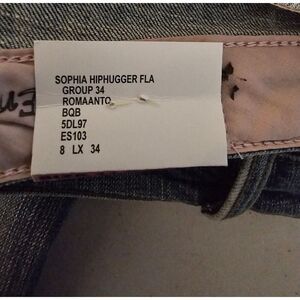 SOPHIA HIPHUGGER FLA
GROUP 34
ROMAANTO
BQB
5DL97
ES103
8 LX 34